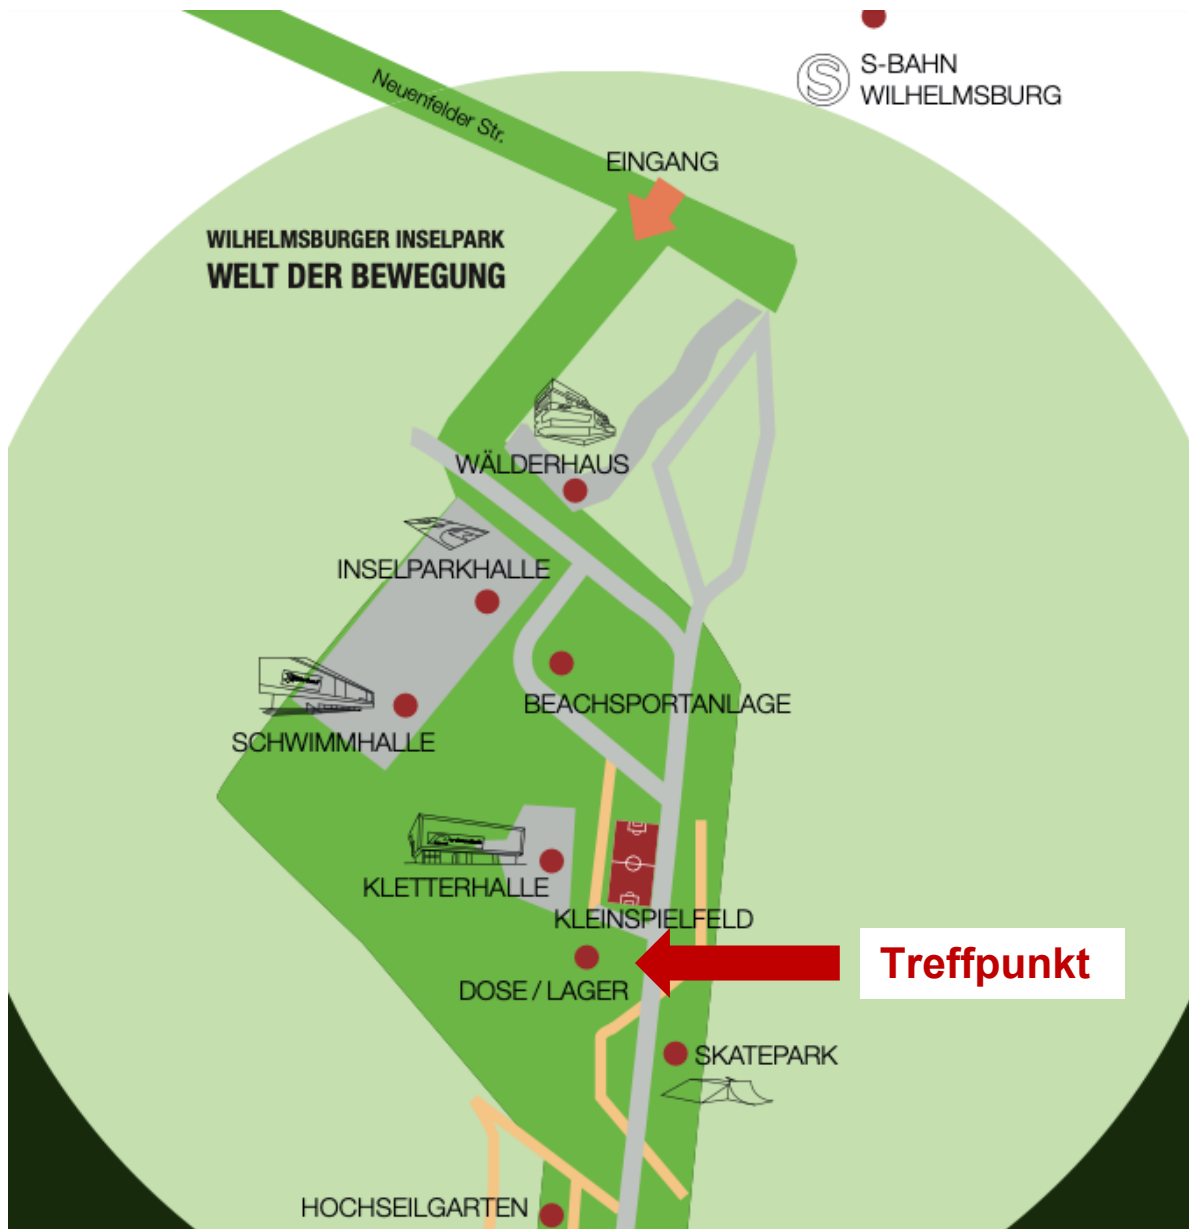 S-BAHN
WILHELMSBURG
Neuenfelder Str.
EINGANG
WILHELMSBURGER INSELPARK
WELT DER BEWEGUNG
WÄLDERHAUS
INSELPARKHALLE
BEACHSPORTANLAGE
SCHWIMMHALLE
KLETTERHALLE
KLEINSPIELFELD
Treffpunkt
DOSE / LAGER
SKATEPARK
HOCHSEILGARTEN